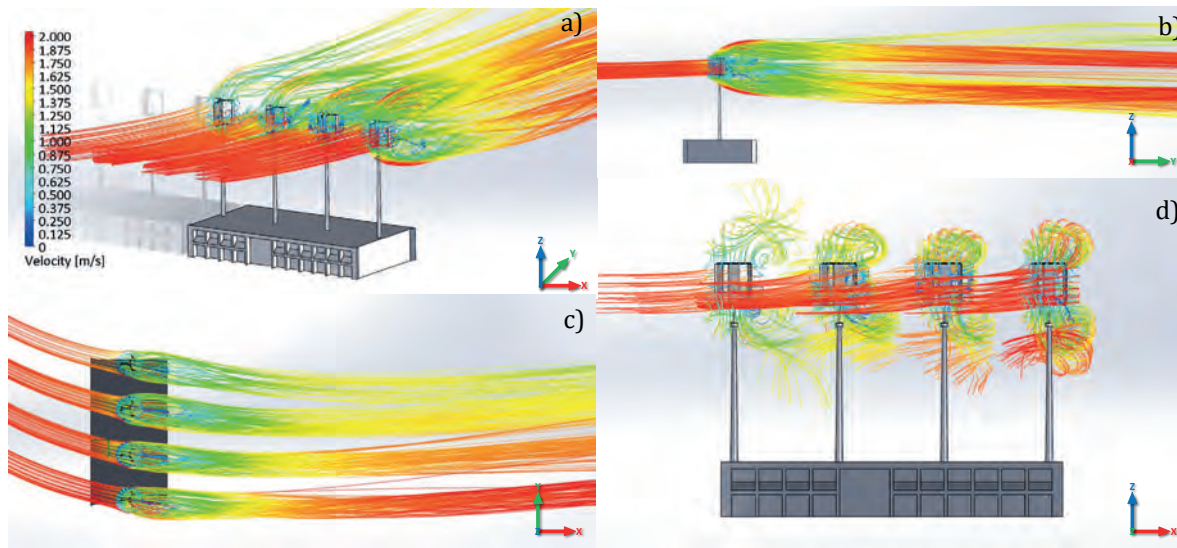 2.000
1.875
1.750
1.625
1.500
1.375
1.250
1.125
1.000
0.875
0.750
0.625
0.500
0.375
0.250
0.125
0
Velocity [m/s]
a)
Z
Y
X
b)
Z
X
Y
c)
Y
Z
X
d)
Z
X